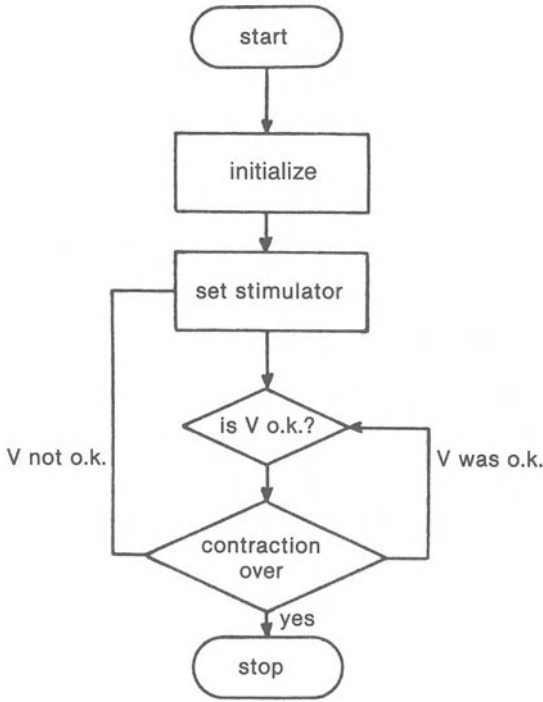 start
initialize
set stimulator
is V o.k.?
V not o.k.
V was o.k.
contraction
over
yes
stop